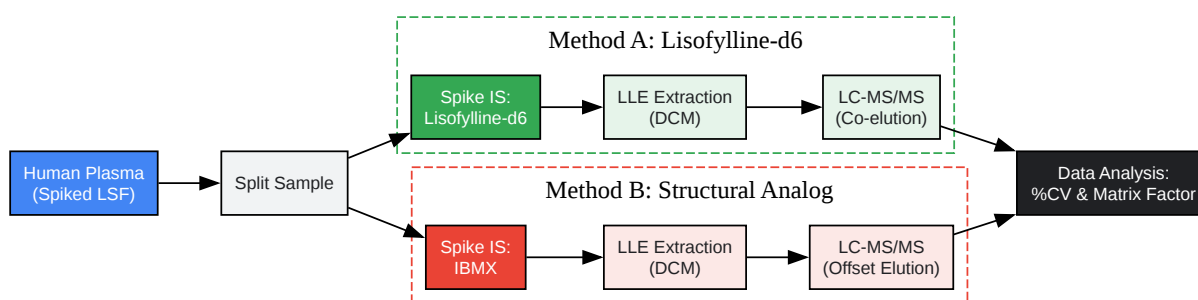 Method A: Lisofylline-d6
Spike IS:
Lisofylline-d6
LLE Extraction
(DCM)
LC-MS/MS
(Co-elution)
Human Plasma
(Spiked LSF)
Split Sample
Data Analysis:
%CV & Matrix Factor
Method B: Structural Analog
Spike IS:
IBMX
LLE Extraction
(DCM)
LC-MS/MS
(Offset Elution)